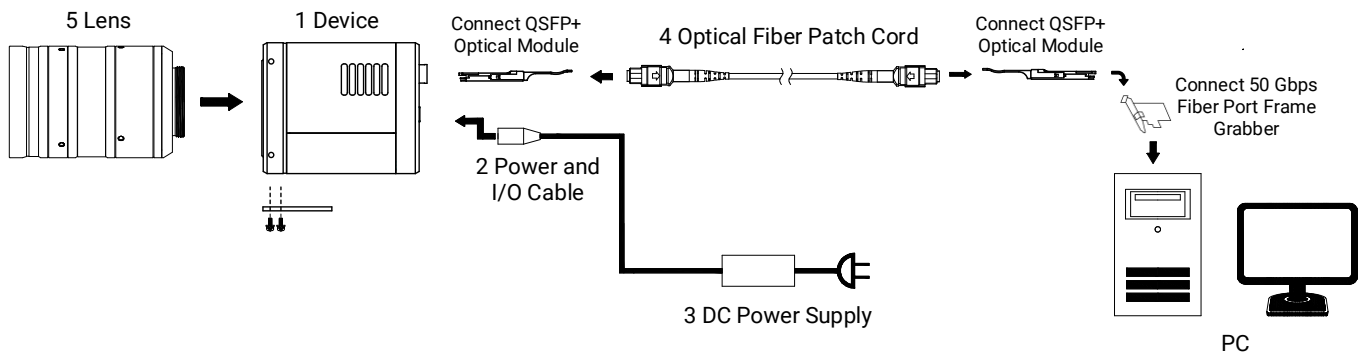 5 Lens
1 Device
Connect QSFP+
Optical Module
4 Optical Fiber Patch Cord
Connect QSFP+
Optical Module
Connect 50 Gbps
Fiber Port Frame
Grabber
2 Power and
I/O Cable
3 DC Power Supply
PC